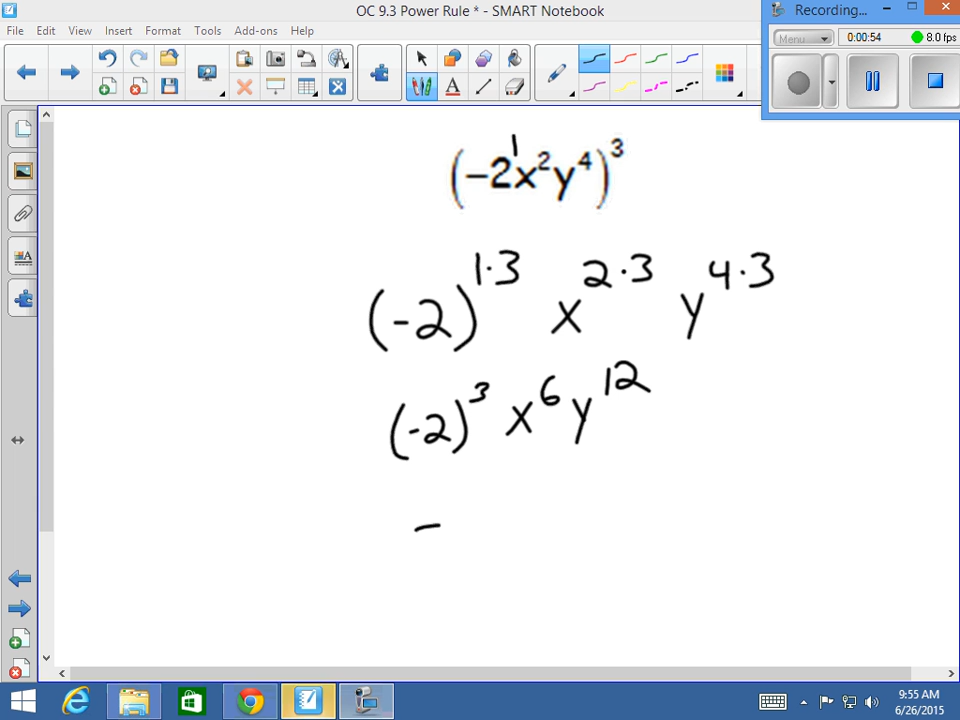 OC 9.3 Power Rule * - SMART Notebook
Recording...
File Edit View Insert Format Tools Add-ons Help
Menu 0:00:54 8.0 fps
(-2¹x²y⁴)³
(-2)^1·3 x^2·3 y^4·3
(-2)³ x⁶ y¹²
-
9:55 AM
6/26/2015